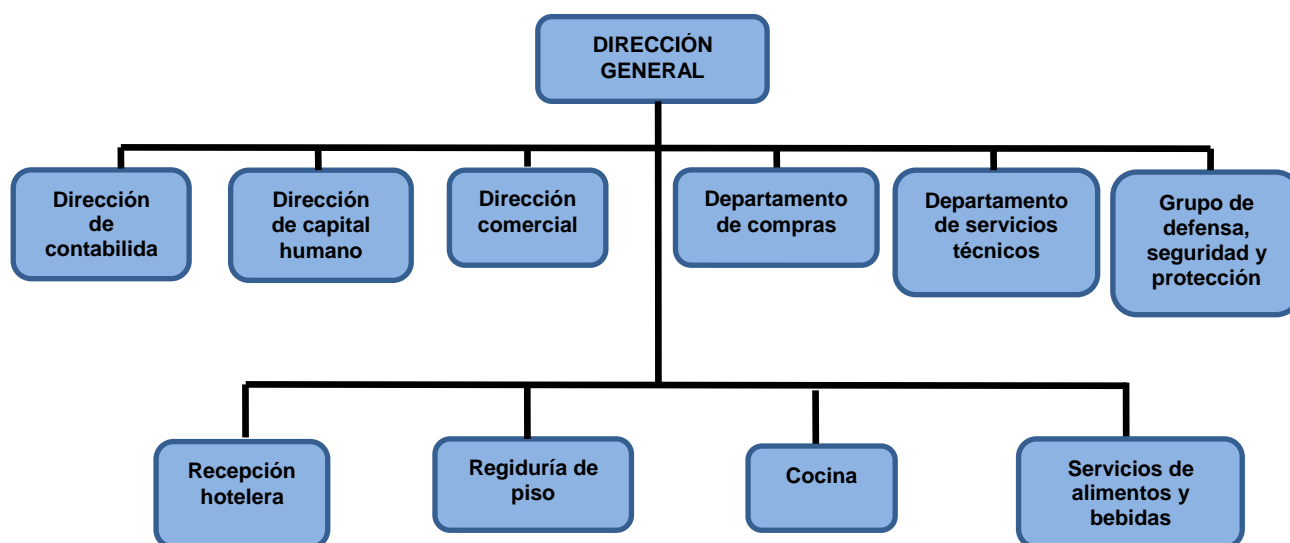 DIRECCIÓN
GENERAL
Dirección
de
contabilida
Dirección
de capital
humano
Dirección
comercial
Departamento
de compras
Departamento
de servicios
técnicos
Grupo de
defensa,
seguridad y
protección
Recepción
hotelera
Regiduría de
piso
Cocina
Servicios de
alimentos y
bebidas